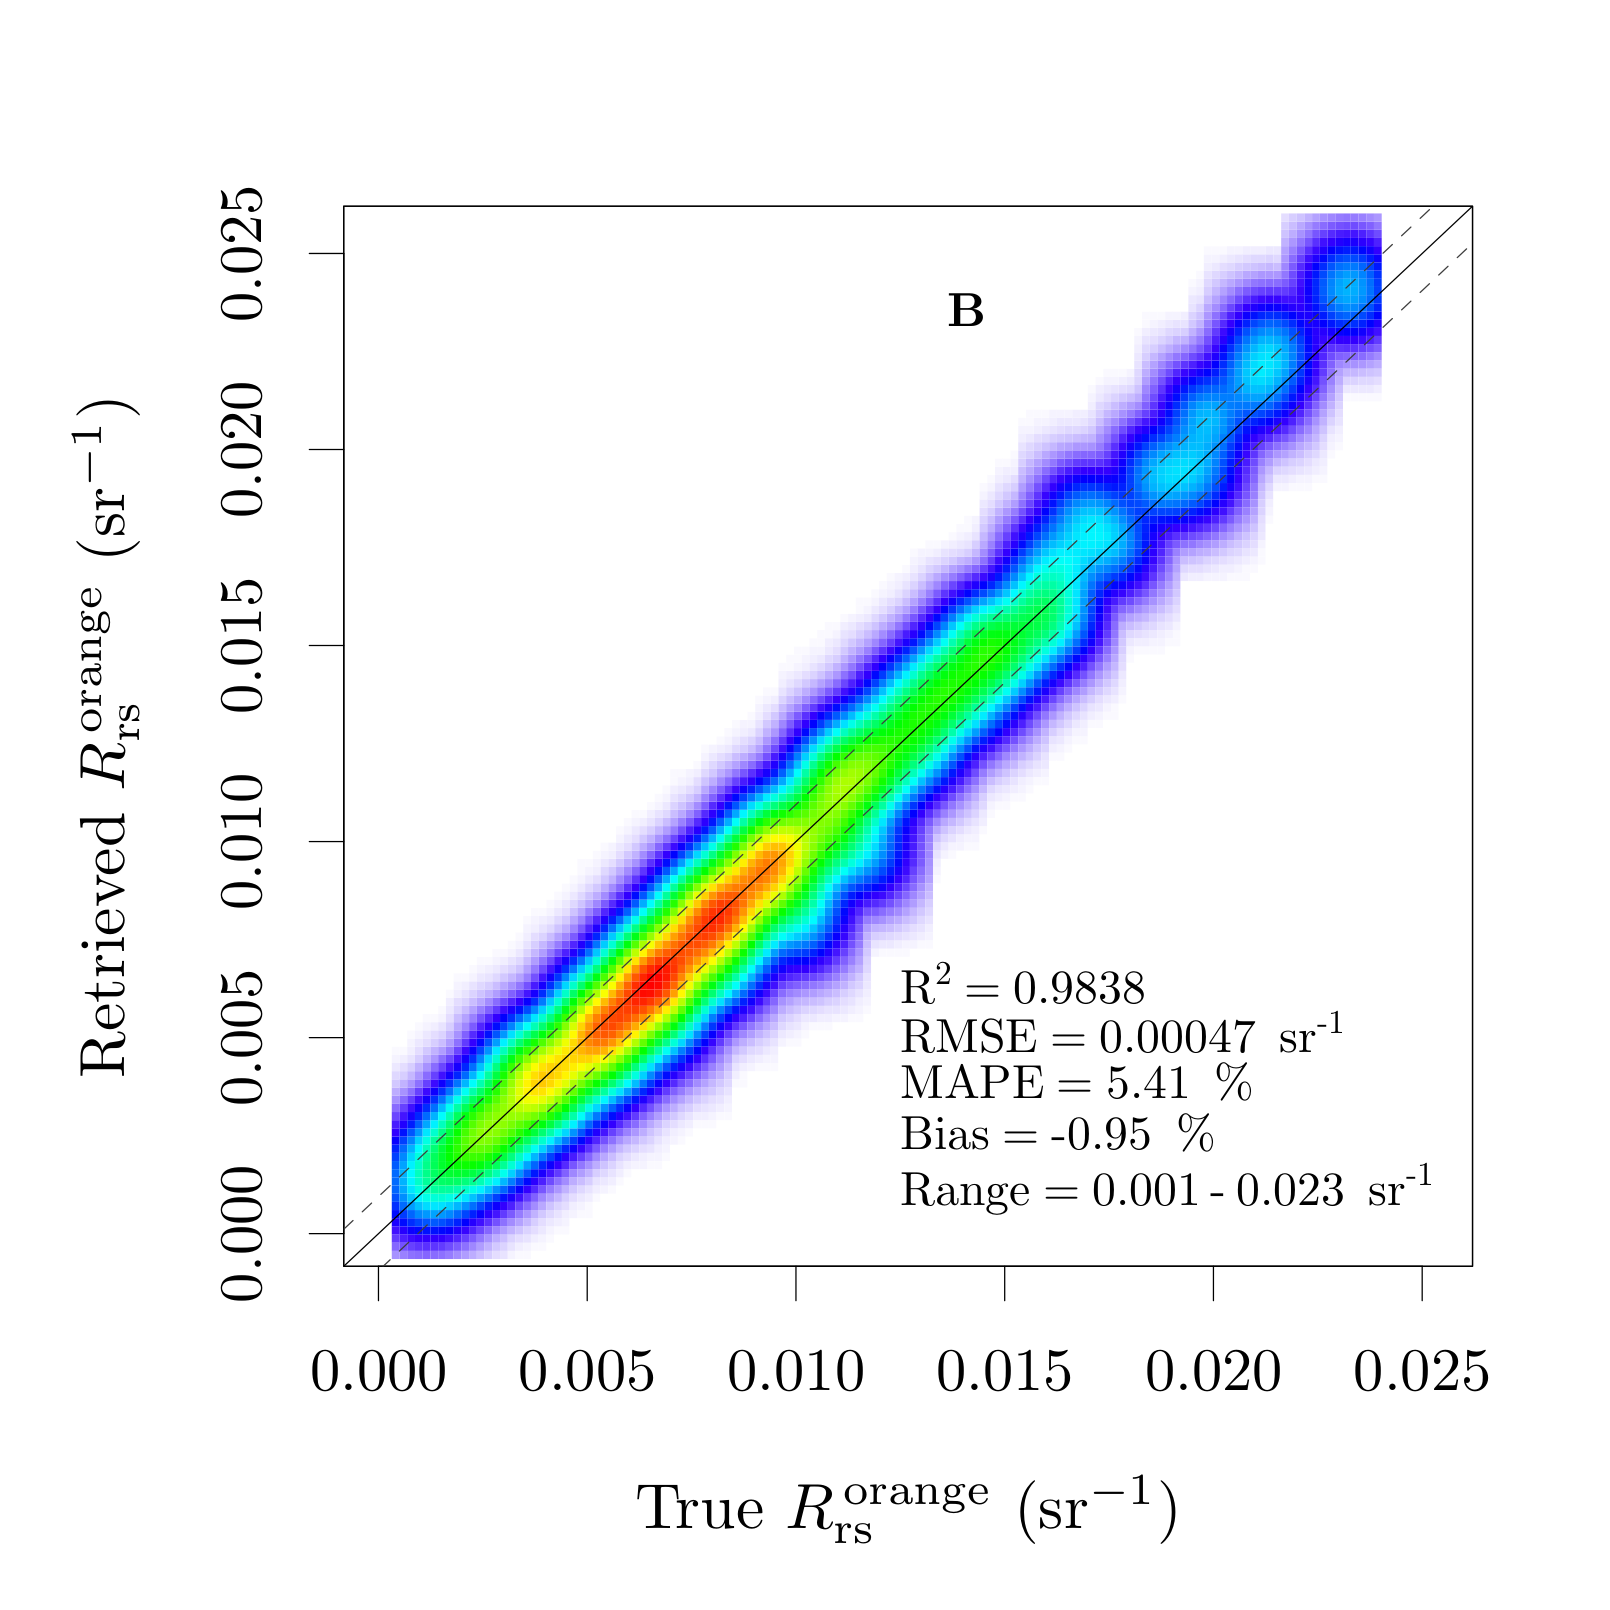 B
0.025
0.020
0.015
0.010
0.005
0.000
Retrieved R_rs^orange (sr^−1)
R² = 0.9838
RMSE = 0.00047 sr⁻¹
MAPE = 5.41 %
Bias = -0.95 %
Range = 0.001 - 0.023 sr⁻¹
0.000 0.005 0.010 0.015 0.020 0.025
True R_rs^orange (sr^−1)